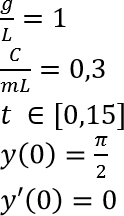 g/L = 1
C/mL = 0,3
t ∈ [0,15]
y(0) = π/2
y′(0) = 0